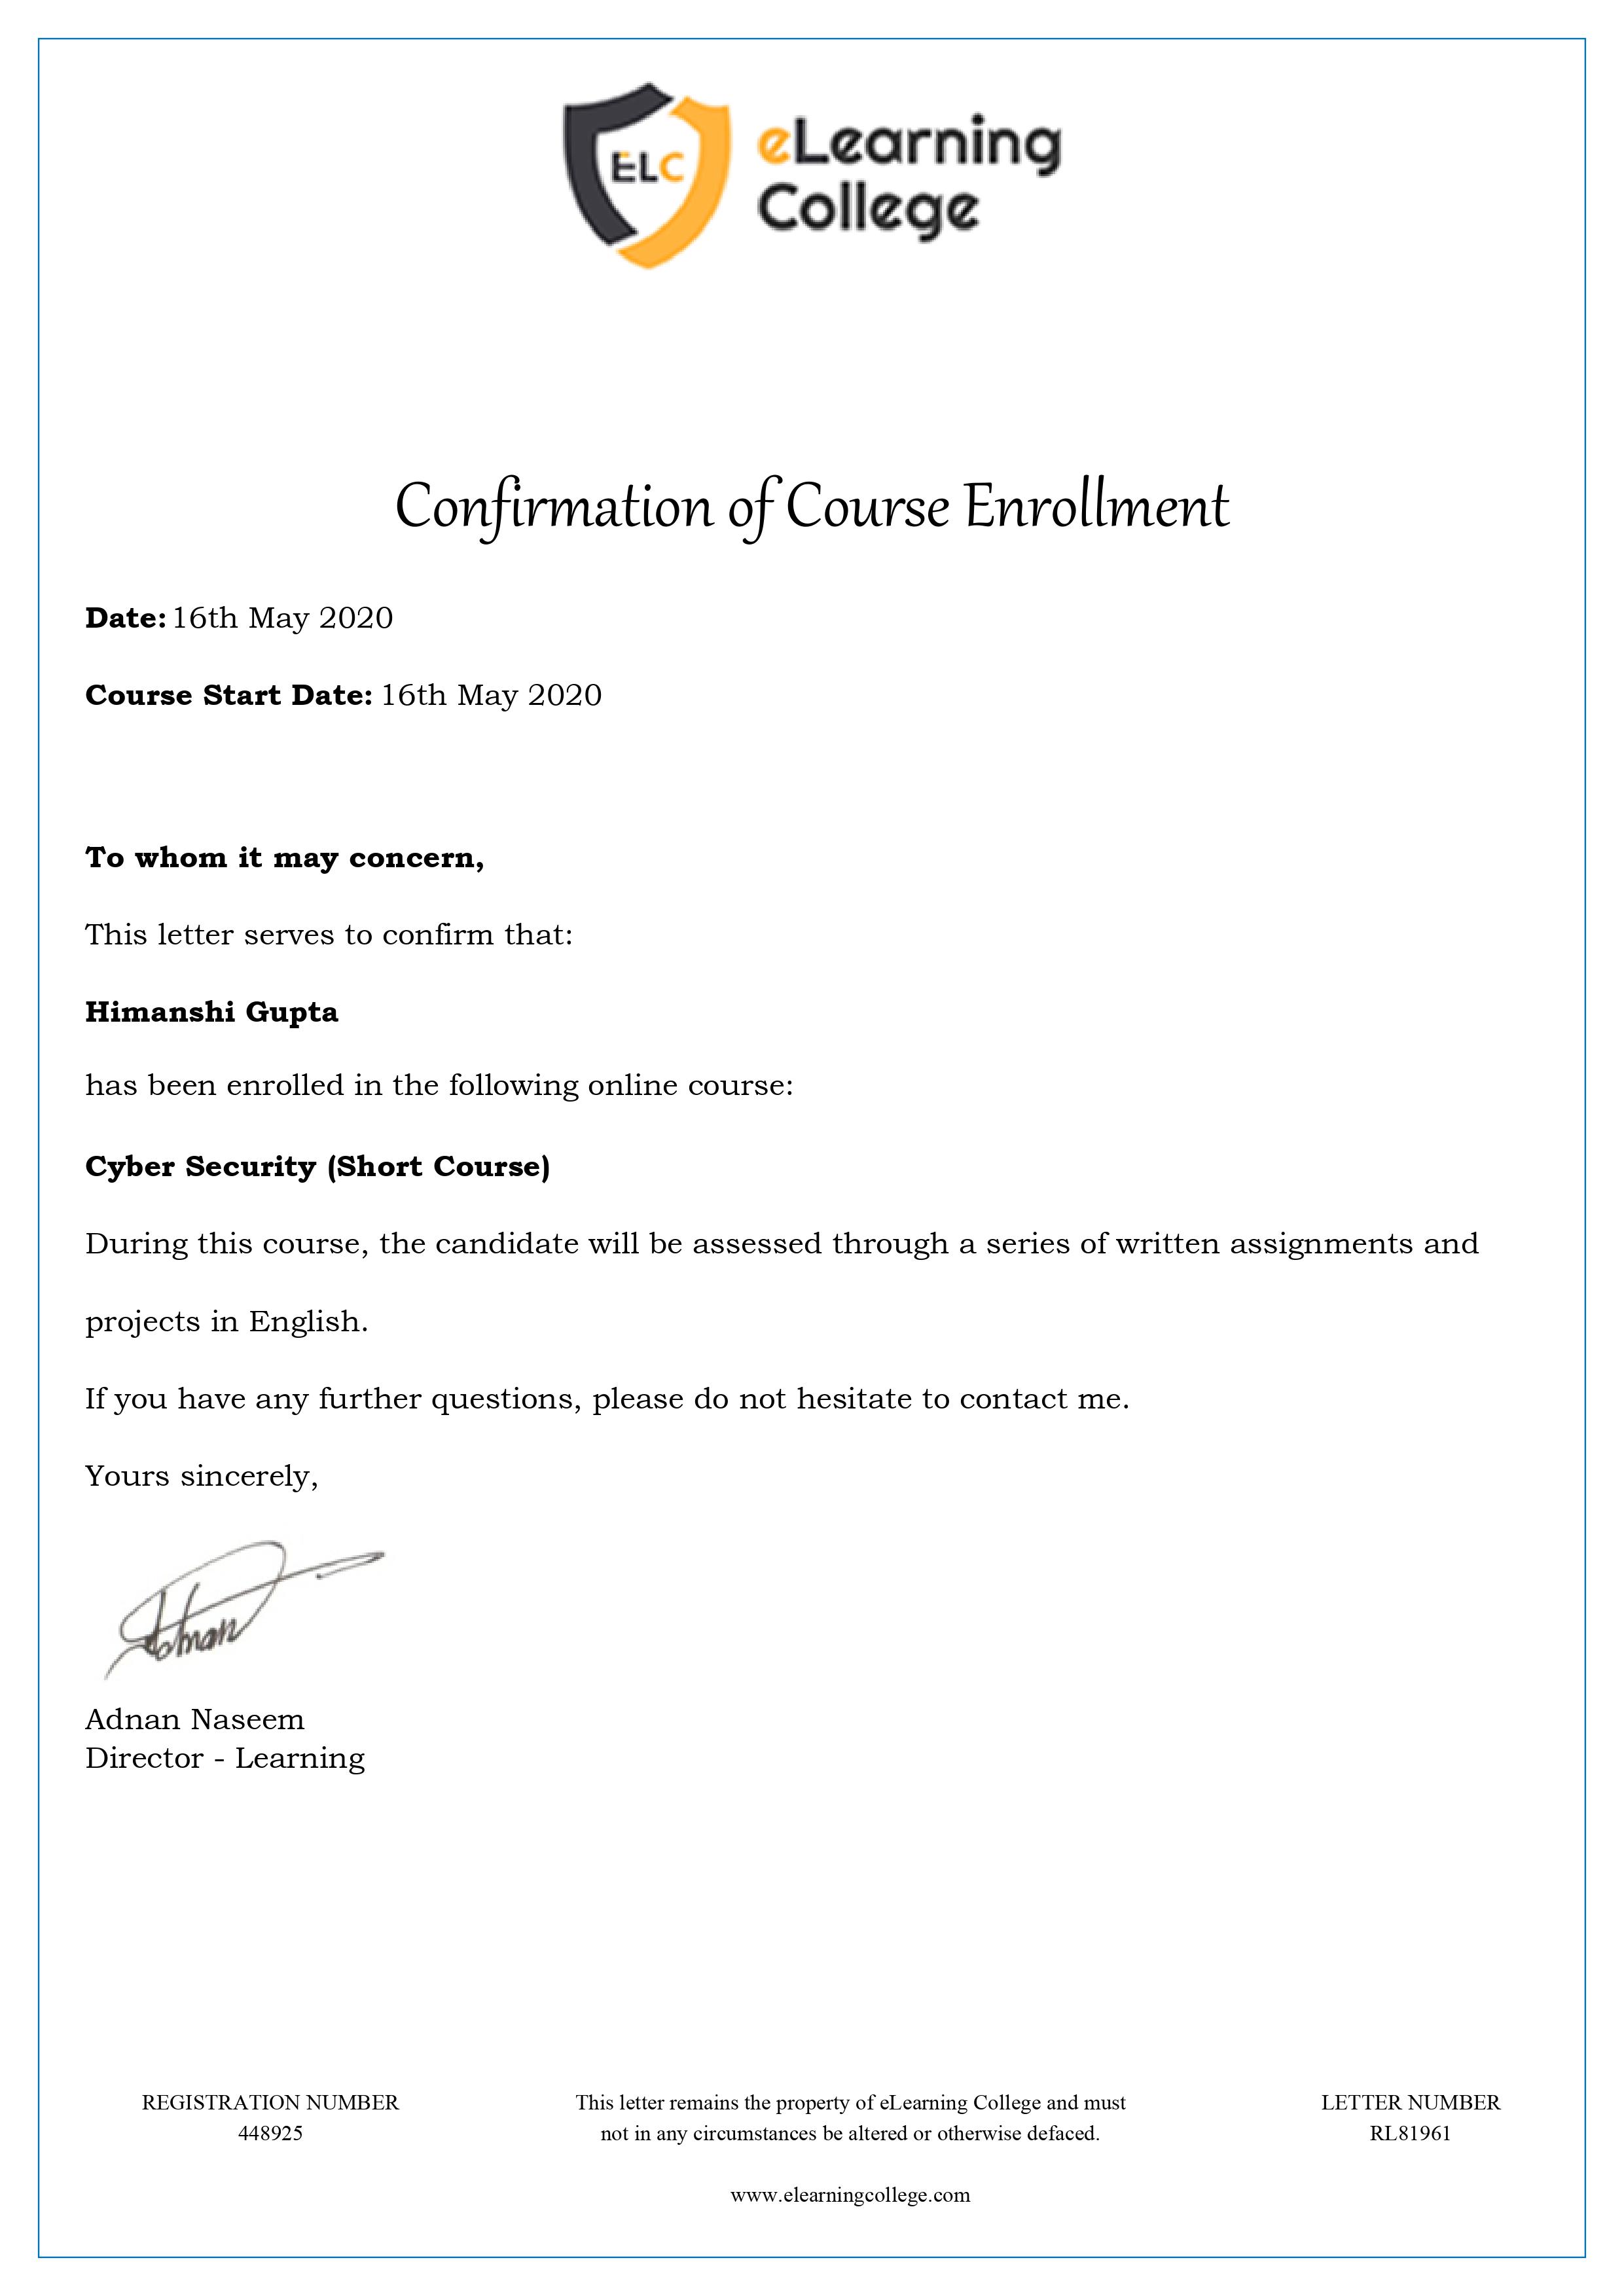 ELC
eLearning
College
Confirmation of Course Enrollment
Date: 16th May 2020
Course Start Date: 16th May 2020
To whom it may concern,
This letter serves to confirm that:
Himanshi Gupta
has been enrolled in the following online course:
Cyber Security (Short Course)
During this course, the candidate will be assessed through a series of written assignments and
projects in English.
If you have any further questions, please do not hesitate to contact me.
Yours sincerely,
Adnan
Adnan Naseem
Director - Learning
REGISTRATION NUMBER
448925
This letter remains the property of eLearning College and must
not in any circumstances be altered or otherwise defaced.
www.elearningcollege.com
LETTER NUMBER
RL81961